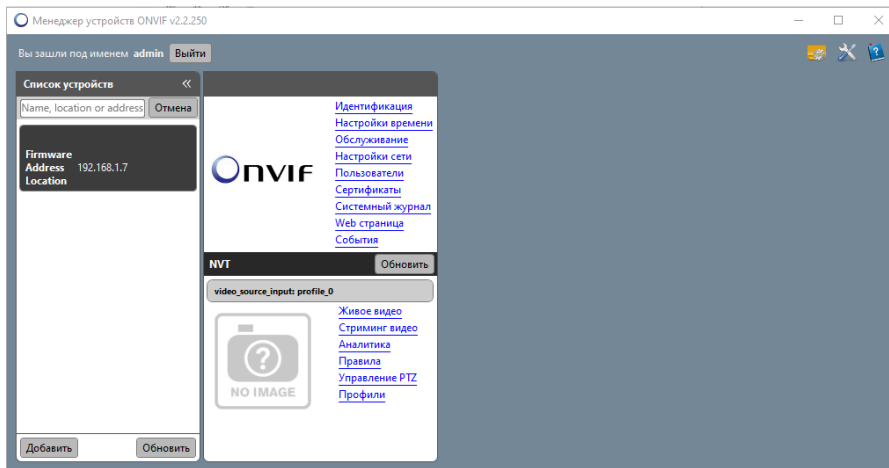 Менеджер устройств ONVIF v2.2.250
Вы зашли под именем admin Выйти
Список устройств «
Name, location or address Отмена
Firmware
Address 192.168.1.7
Location
Добавить Обновить
ONVIF
Идентификация
Настройки времени
Обслуживание
Настройки сети
Пользователи
Сертификаты
Системный журнал
Web страница
События
NVT Обновить
video_source_input: profile_0
NO IMAGE
Живое видео
Стриминг видео
Аналитика
Правила
Управление PTZ
Профили